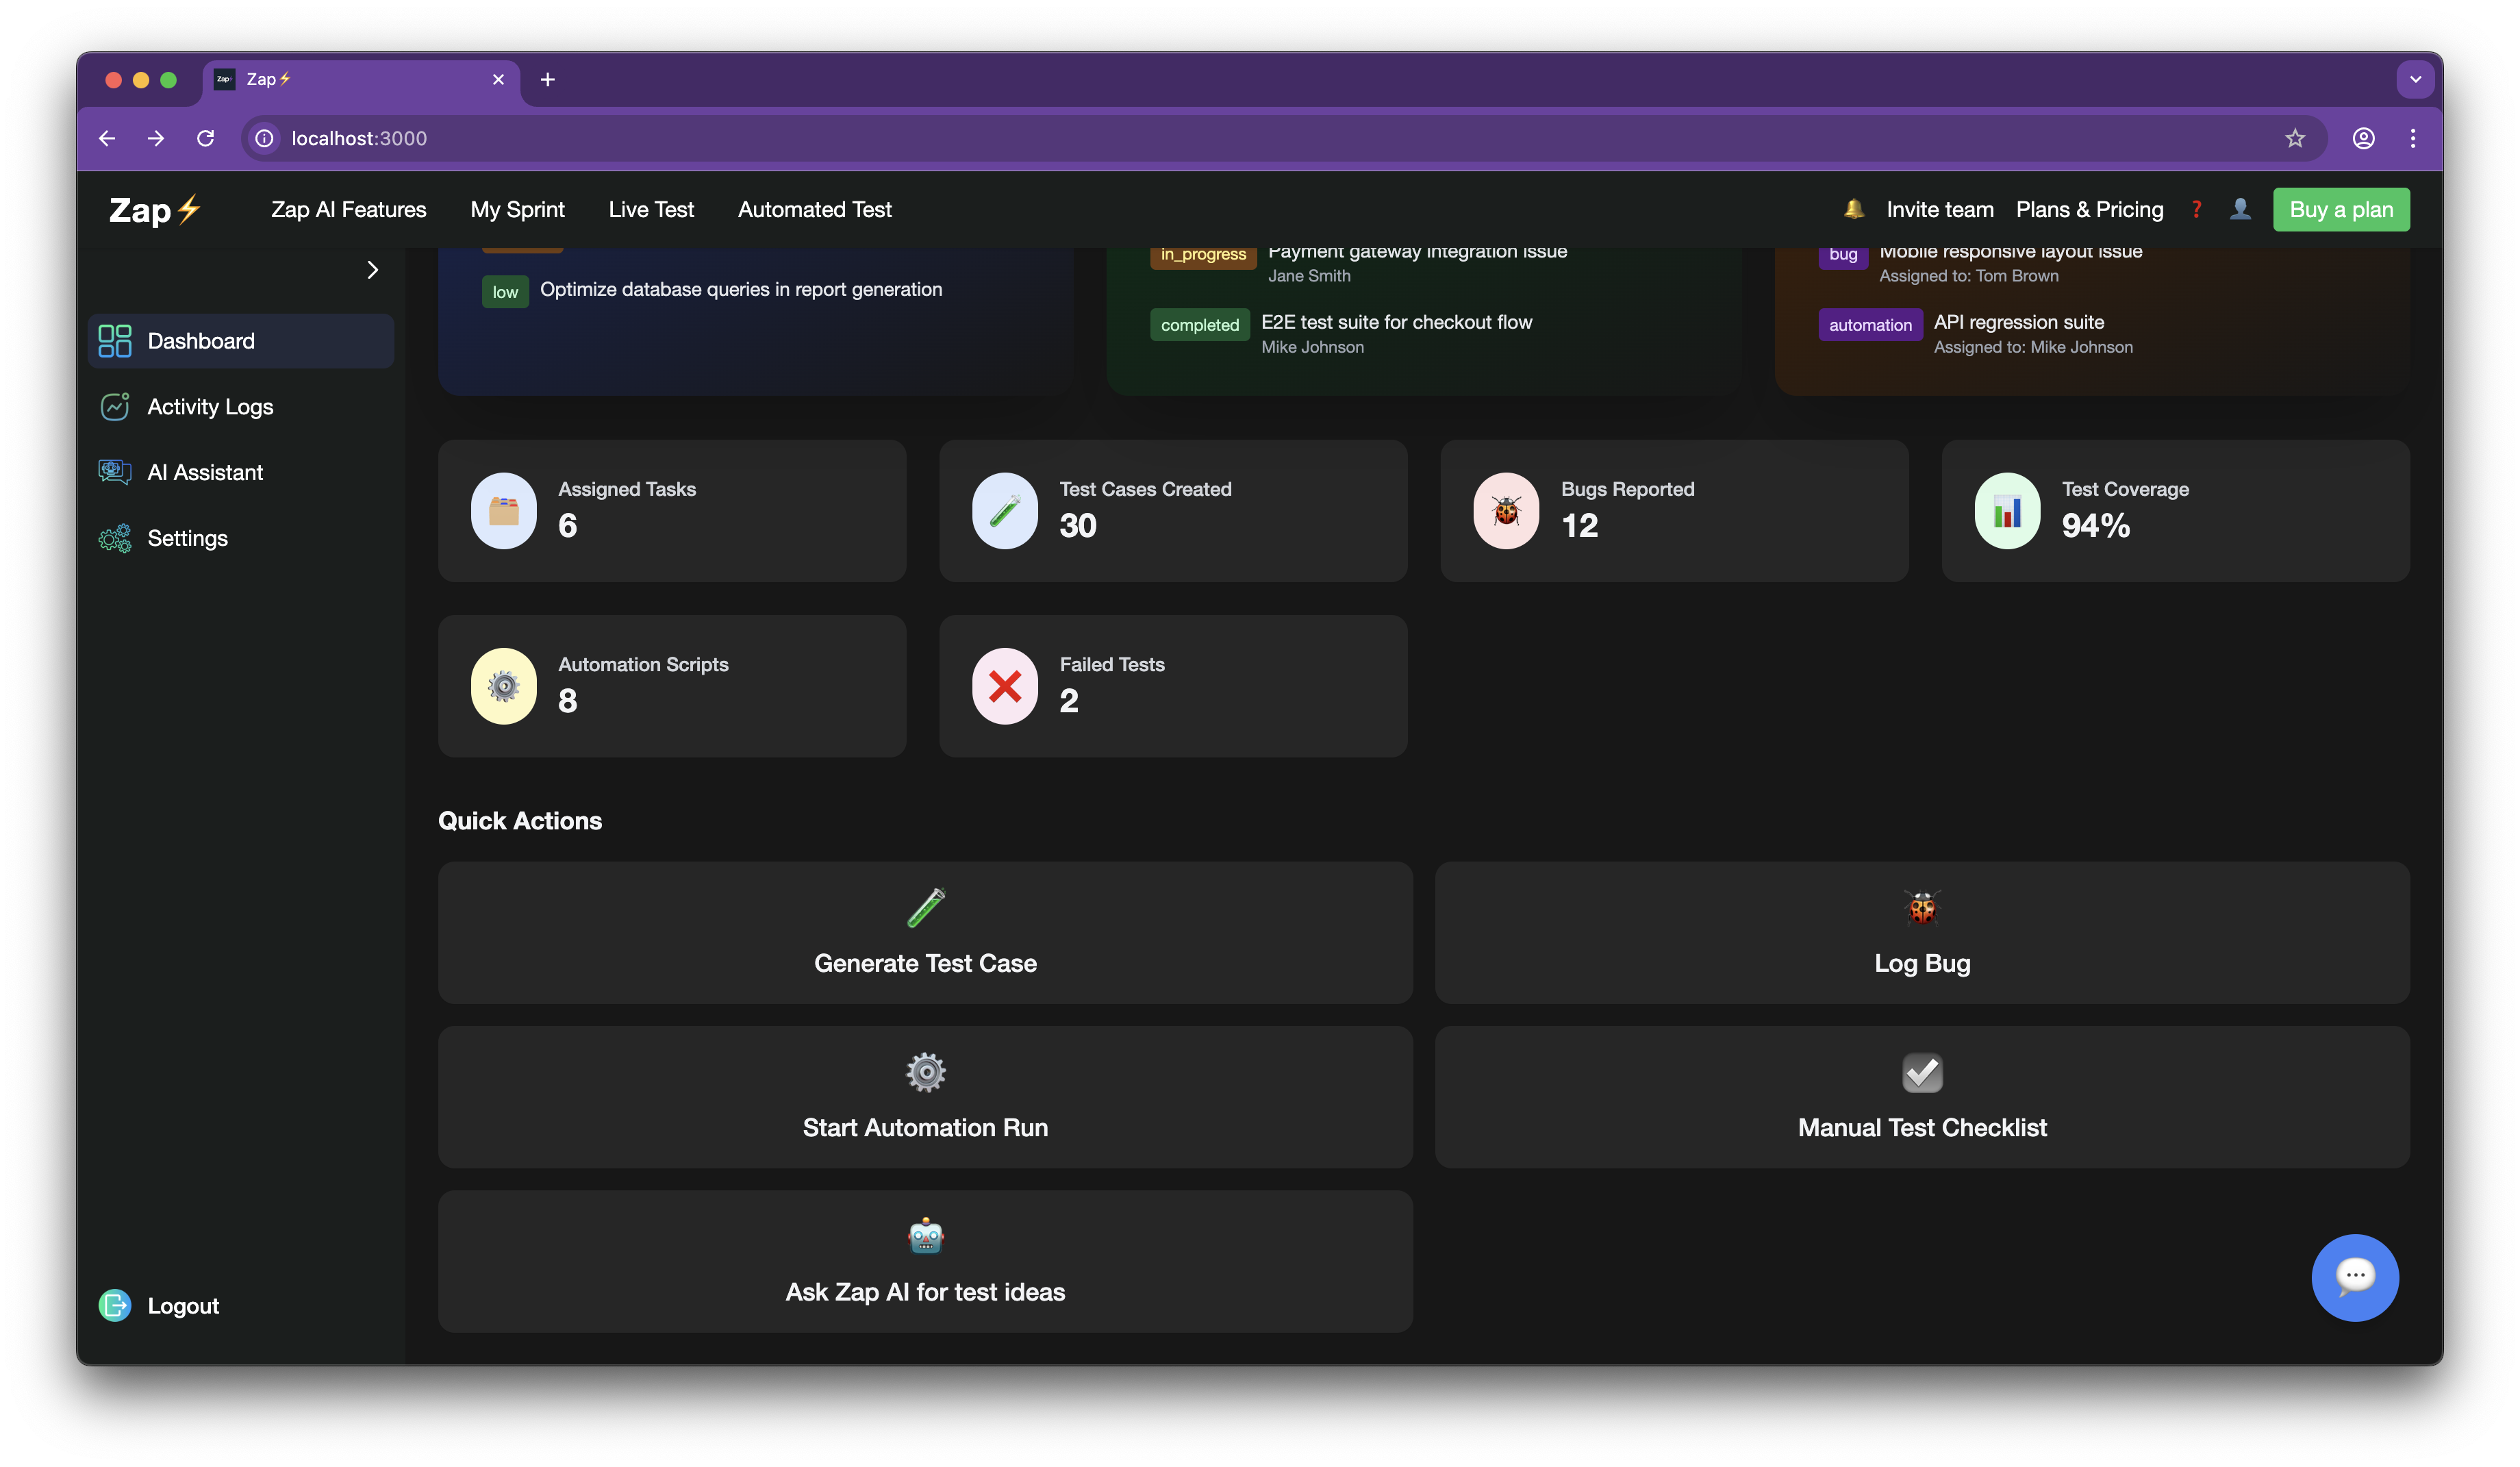 Zap
Zap⚡
localhost:3000
Zap⚡
Zap AI Features
My Sprint
Live Test
Automated Test
Invite team
Plans & Pricing
?
Buy a plan
Dashboard
Activity Logs
AI Assistant
Settings
Logout
low
Optimize database queries in report generation
in_progress
Payment gateway integration issue
Jane Smith
completed
E2E test suite for checkout flow
Mike Johnson
bug
Mobile responsive layout issue
Assigned to: Tom Brown
automation
API regression suite
Assigned to: Mike Johnson
Assigned Tasks
6
Test Cases Created
30
Bugs Reported
12
Test Coverage
94%
Automation Scripts
8
Failed Tests
2
Quick Actions
Generate Test Case
Log Bug
Start Automation Run
Manual Test Checklist
Ask Zap AI for test ideas